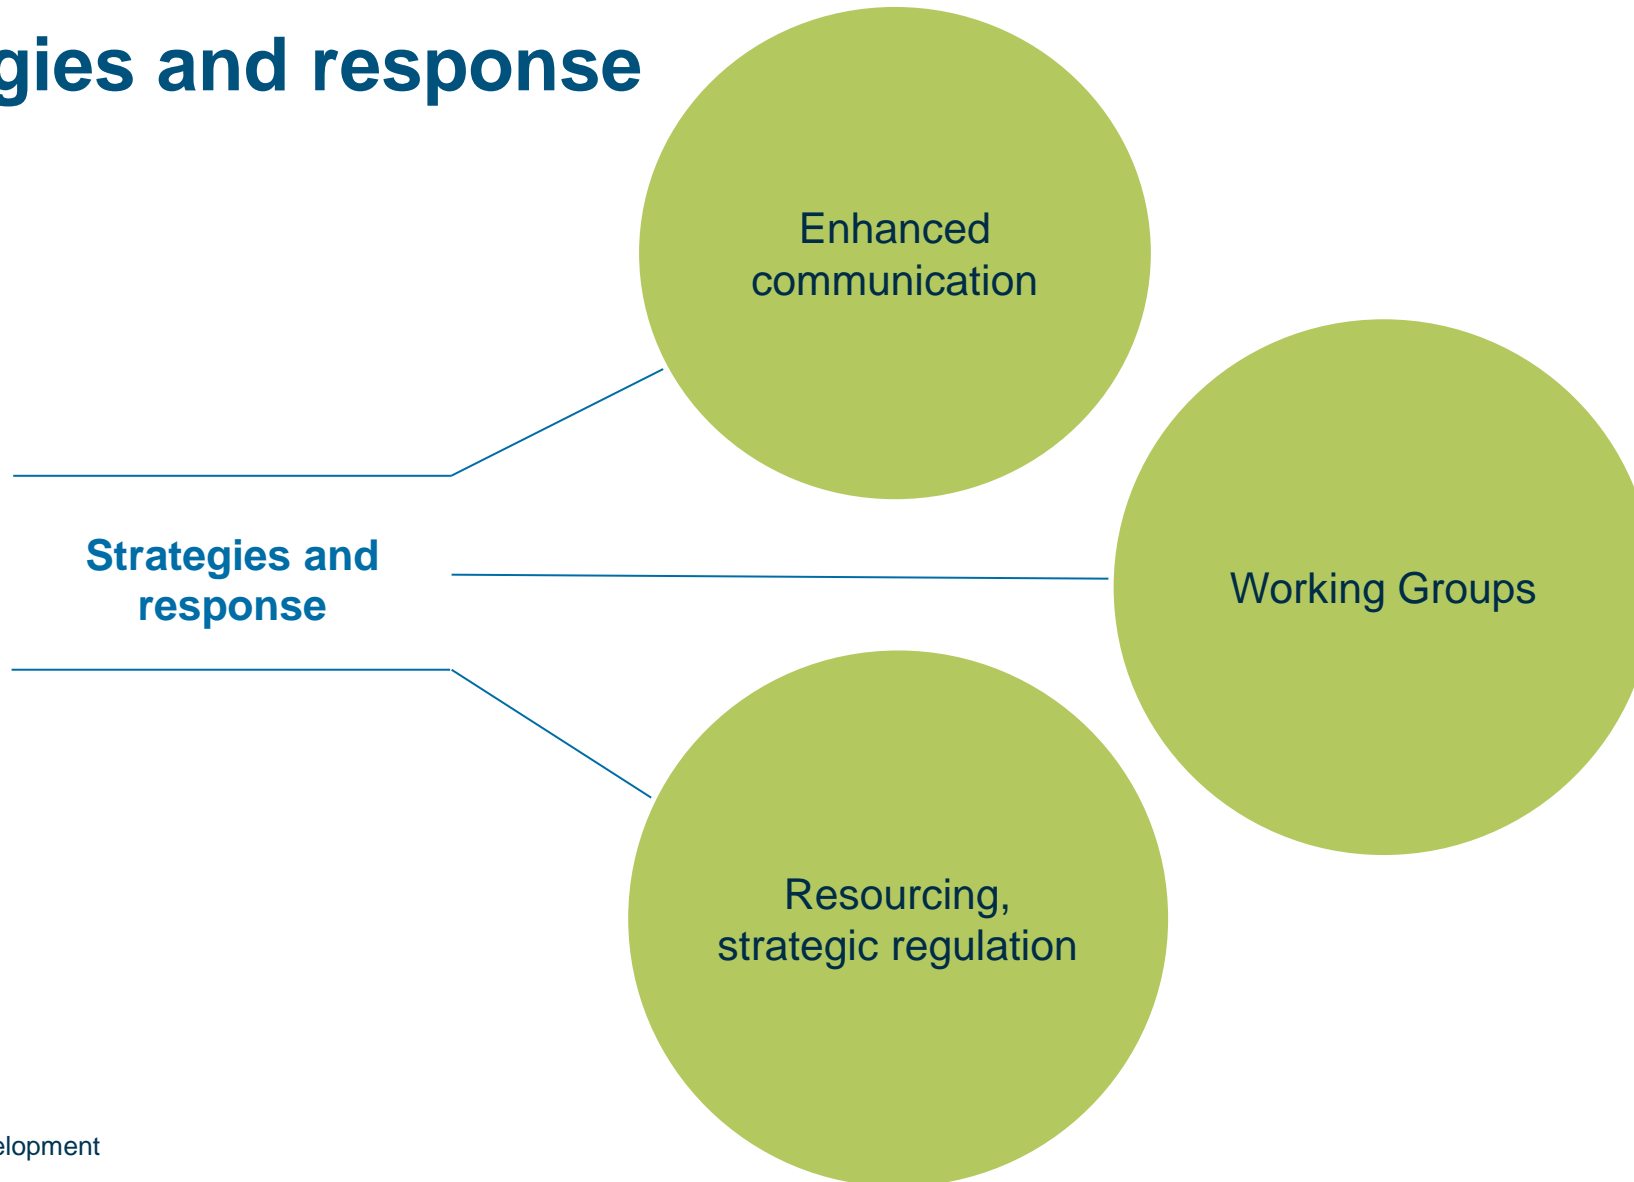 gies and response
Enhanced
communication
Strategies and
response
Working Groups
Resourcing,
strategic regulation
elopment